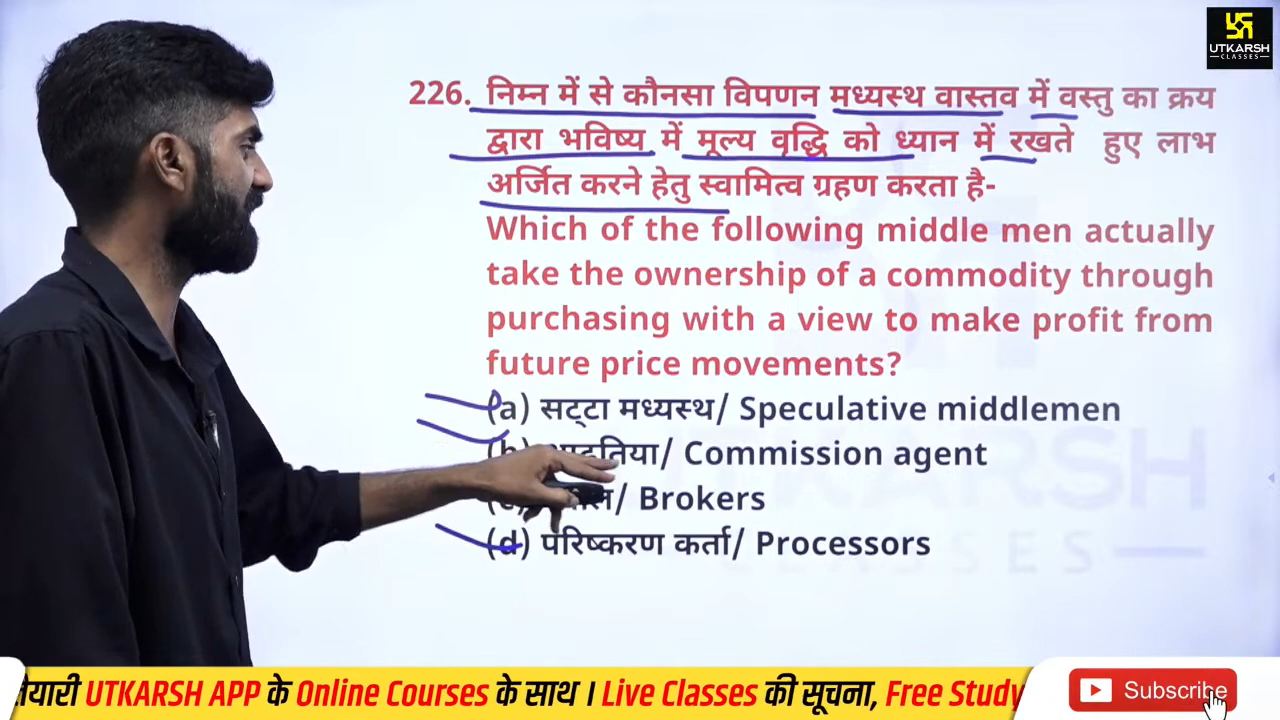 UTKARSH
CLASSES
226. निम्न में से कौनसा विपणन मध्यस्थ वास्तव में वस्तु का क्रय
द्वारा भविष्य में मूल्य वृद्धि को ध्यान में रखते हुए लाभ
अर्जित करने हेतु स्वामित्व ग्रहण करता है-
Which of the following middle men actually
take the ownership of a commodity through
purchasing with a view to make profit from
future price movements?
(a) सट्टा मध्यस्थ/ Speculative middlemen
/ Commission agent
/ Brokers
(d) परिष्करण कर्ता/ Processors
UTKARSH APP के Online Courses के साथ । Live Classes की सूचना, Free Study
Subscribe